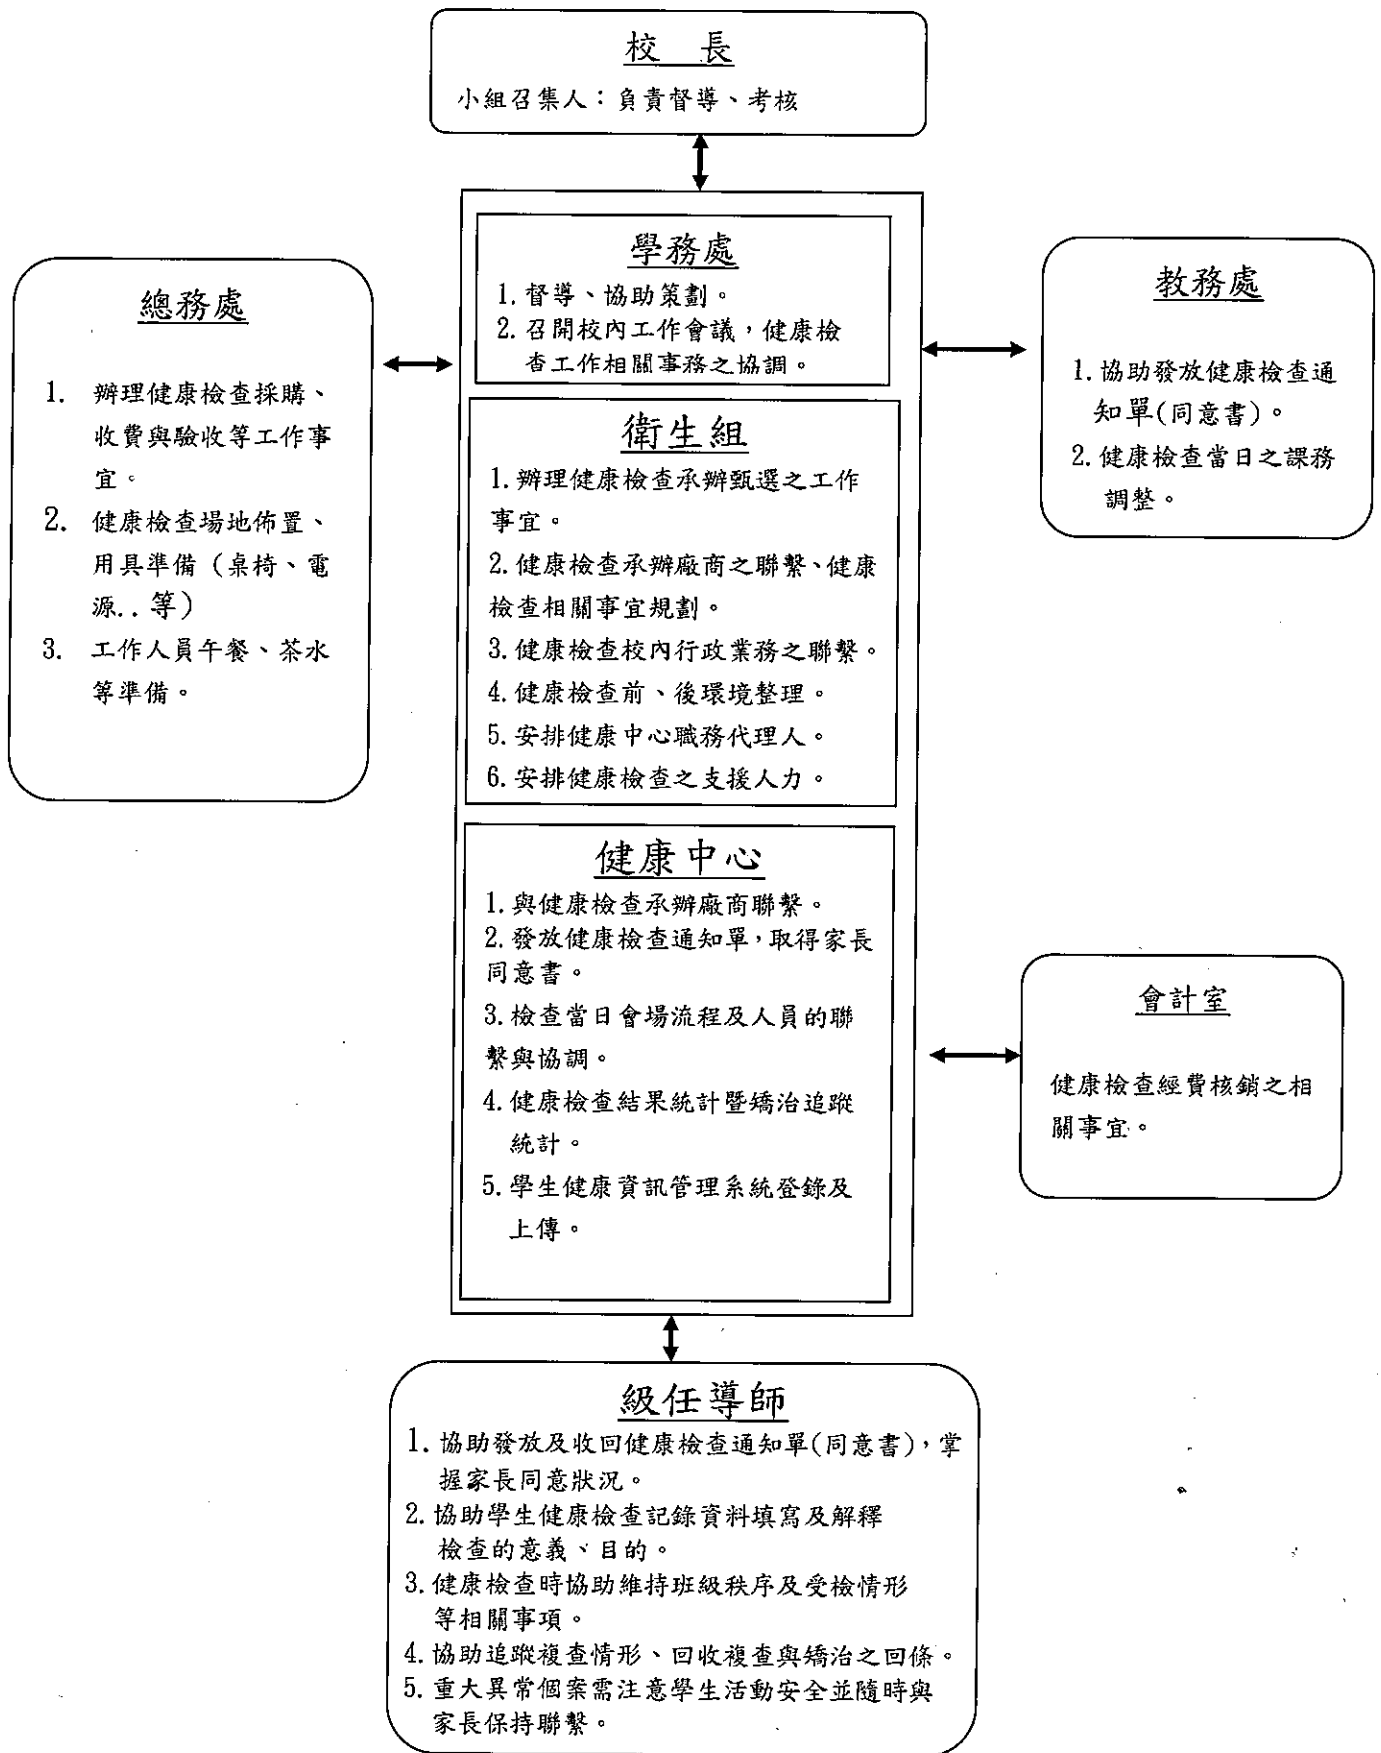 校　長
小組召集人：負責督導、考核
總務處
1. 辦理健康檢查採購、
收費與驗收等工作事
宜。
2. 健康檢查場地佈置、
用具準備（桌椅、電
源..等）
3. 工作人員午餐、茶水
等準備。
學務處
1. 督導、協助策劃。
2. 召開校內工作會議，健康檢
查工作相關事務之協調。
衛生組
1. 辦理健康檢查承辦甄選之工作
事宜。
2. 健康檢查承辦廠商之聯繫、健康
檢查相關事宜規劃。
3. 健康檢查校內行政業務之聯繫。
4. 健康檢查前、後環境整理。
5. 安排健康中心職務代理人。
6. 安排健康檢查之支援人力。
健康中心
1. 與健康檢查承辦廠商聯繫。
2. 發放健康檢查通知單，取得家長
同意書。
3. 檢查當日會場流程及人員的聯
繫與協調。
4. 健康檢查結果統計暨矯治追蹤
統計。
5. 學生健康資訊管理系統登錄及
上傳。
教務處
1. 協助發放健康檢查通
知單(同意書)。
2. 健康檢查當日之課務
調整。
會計室
健康檢查經費核銷之相
關事宜。
級任導師
1. 協助發放及收回健康檢查通知單(同意書)，掌
握家長同意狀況。
2. 協助學生健康檢查記錄資料填寫及解釋
檢查的意義、目的。
3. 健康檢查時協助維持班級秩序及受檢情形
等相關事項。
4. 協助追蹤複查情形、回收複查與矯治之回條。
5. 重大異常個案需注意學生活動安全並隨時與
家長保持聯繫。